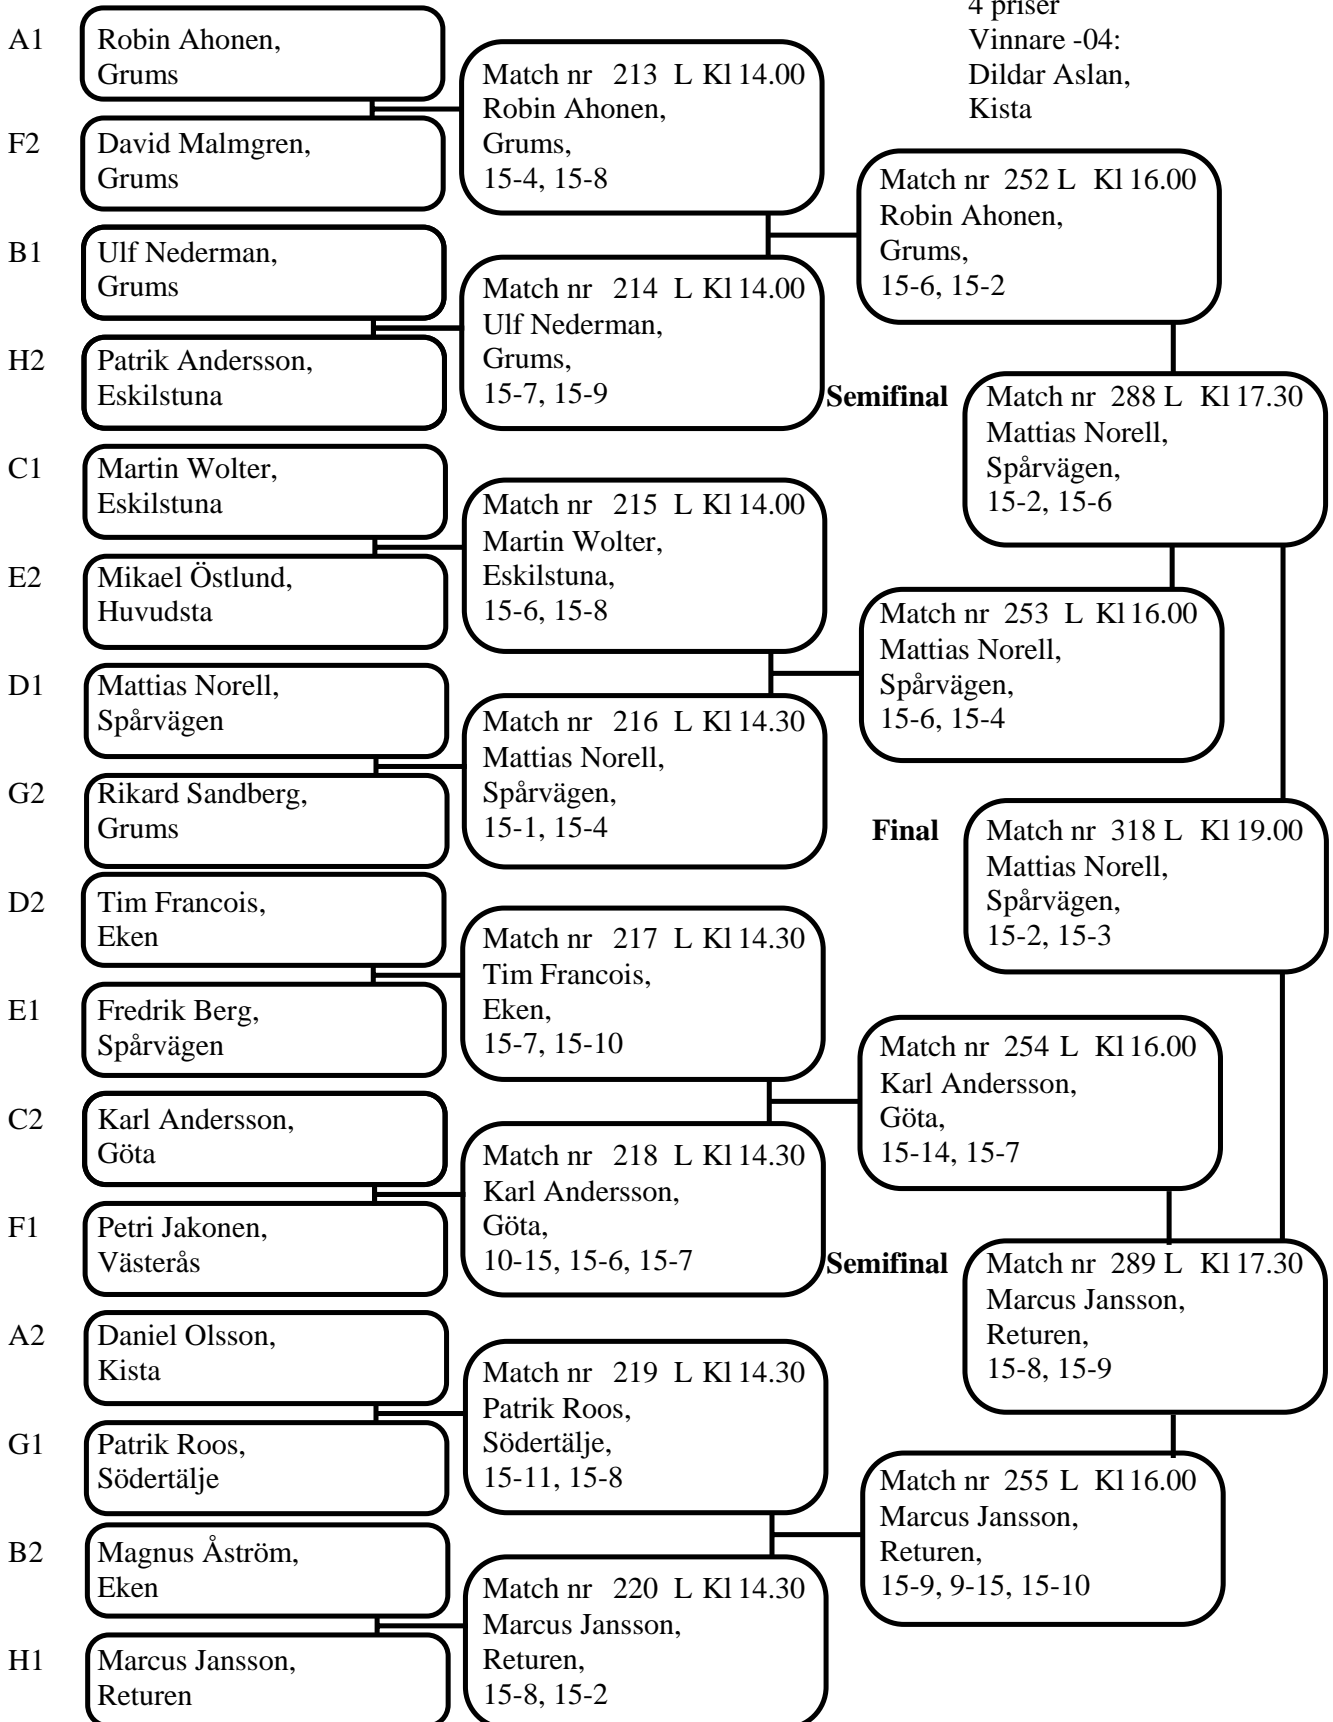 4 priser
Vinnare -04:
Dildar Aslan,
Kista
A1
Robin Ahonen,
Grums
F2
David Malmgren,
Grums
B1
Ulf Nederman,
Grums
H2
Patrik Andersson,
Eskilstuna
C1
Martin Wolter,
Eskilstuna
E2
Mikael Östlund,
Huvudsta
D1
Mattias Norell,
Spårvägen
G2
Rikard Sandberg,
Grums
D2
Tim Francois,
Eken
E1
Fredrik Berg,
Spårvägen
C2
Karl Andersson,
Göta
F1
Petri Jakonen,
Västerås
A2
Daniel Olsson,
Kista
G1
Patrik Roos,
Södertälje
B2
Magnus Åström,
Eken
H1
Marcus Jansson,
Returen
Match nr 213 L Kl 14.00
Robin Ahonen,
Grums,
15-4, 15-8
Match nr 214 L Kl 14.00
Ulf Nederman,
Grums,
15-7, 15-9
Match nr 215 L Kl 14.00
Martin Wolter,
Eskilstuna,
15-6, 15-8
Match nr 216 L Kl 14.30
Mattias Norell,
Spårvägen,
15-1, 15-4
Match nr 217 L Kl 14.30
Tim Francois,
Eken,
15-7, 15-10
Match nr 218 L Kl 14.30
Karl Andersson,
Göta,
10-15, 15-6, 15-7
Match nr 219 L Kl 14.30
Patrik Roos,
Södertälje,
15-11, 15-8
Match nr 220 L Kl 14.30
Marcus Jansson,
Returen,
15-8, 15-2
Match nr 252 L Kl 16.00
Robin Ahonen,
Grums,
15-6, 15-2
Match nr 253 L Kl 16.00
Mattias Norell,
Spårvägen,
15-6, 15-4
Match nr 254 L Kl 16.00
Karl Andersson,
Göta,
15-14, 15-7
Match nr 255 L Kl 16.00
Marcus Jansson,
Returen,
15-9, 9-15, 15-10
Semifinal
Match nr 288 L Kl 17.30
Mattias Norell,
Spårvägen,
15-2, 15-6
Final
Match nr 318 L Kl 19.00
Mattias Norell,
Spårvägen,
15-2, 15-3
Semifinal
Match nr 289 L Kl 17.30
Marcus Jansson,
Returen,
15-8, 15-9